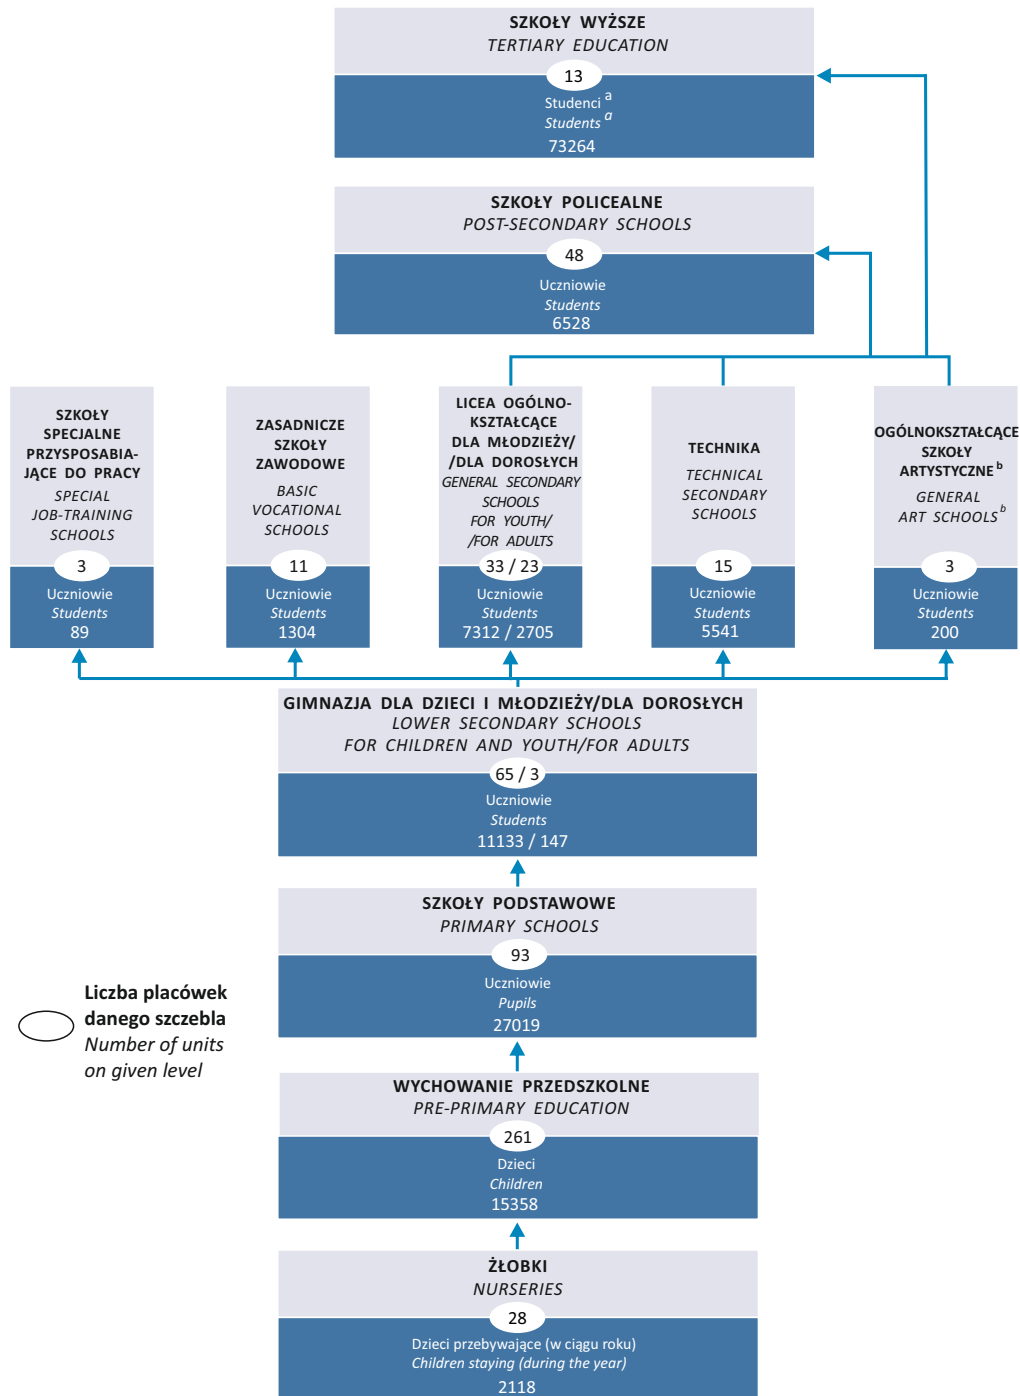 SZKOŁY WYŻSZE
TERTIARY EDUCATION
13
Studenci a
Students a
73264
SZKOŁY POLICEALNE
POST-SECONDARY SCHOOLS
48
Uczniowie
Students
6528
SZKOŁY
SPECJALNE
PRZYSPOSABIA-
JĄCE DO PRACY
SPECIAL
JOB-TRAINING
SCHOOLS
3
Uczniowie
Students
89
ZASADNICZE
SZKOŁY
ZAWODOWE
BASIC
VOCATIONAL
SCHOOLS
11
Uczniowie
Students
1304
LICEA OGÓLNO-
KSZTAŁCĄCE
DLA MŁODZIEŻY/
/DLA DOROSŁYCH
GENERAL SECONDARY
SCHOOLS
FOR YOUTH/
/FOR ADULTS
33 / 23
Uczniowie
Students
7312 / 2705
TECHNIKA
TECHNICAL
SECONDARY
SCHOOLS
15
Uczniowie
Students
5541
OGÓLNOKSZTAŁCĄCE
SZKOŁY
ARTYSTYCZNE b
GENERAL
ART SCHOOLS b
3
Uczniowie
Students
200
GIMNAZJA DLA DZIECI I MŁODZIEŻY/DLA DOROSŁYCH
LOWER SECONDARY SCHOOLS
FOR CHILDREN AND YOUTH/FOR ADULTS
65 / 3
Uczniowie
Students
11133 / 147
SZKOŁY PODSTAWOWE
PRIMARY SCHOOLS
93
Uczniowie
Pupils
27019
Liczba placówek
danego szczebla
Number of units
on given level
WYCHOWANIE PRZEDSZKOLNE
PRE-PRIMARY EDUCATION
261
Dzieci
Children
15358
ŻŁOBKI
NURSERIES
28
Dzieci przebywające (w ciągu roku)
Children staying (during the year)
2118